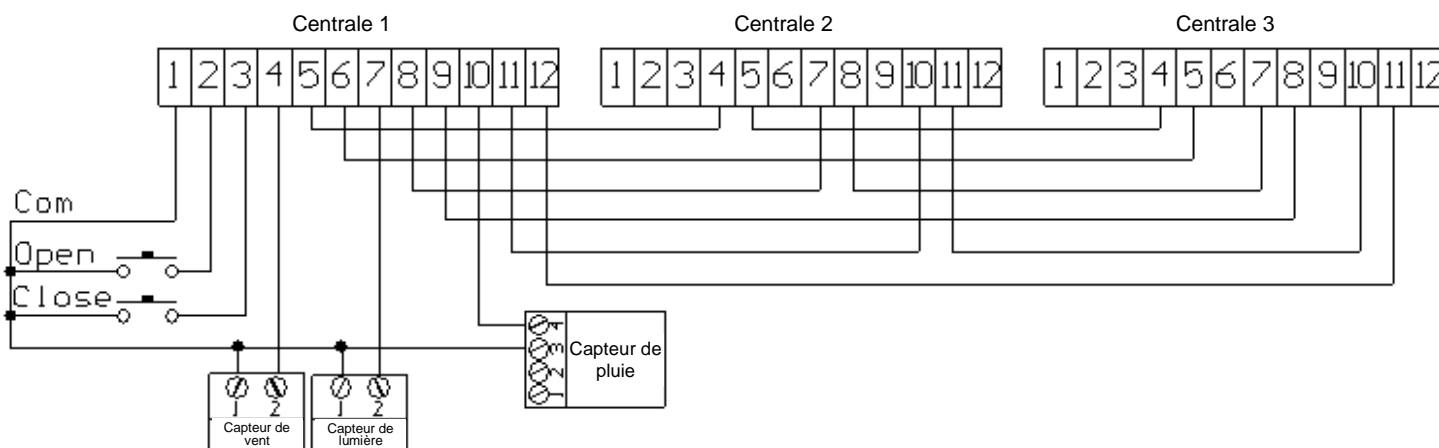 Centrale 1 Centrale 2 Centrale 3
1 2 3 4 5 6 7 8 9 10 11 12 1 2 3 4 5 6 7 8 9 10 11 12 1 2 3 4 5 6 7 8 9 10 11 12
Com
Open
Close
4
3
2
1
Capteur de
pluie
1 2
Capteur de
vent
1 2
Capteur de
lumière